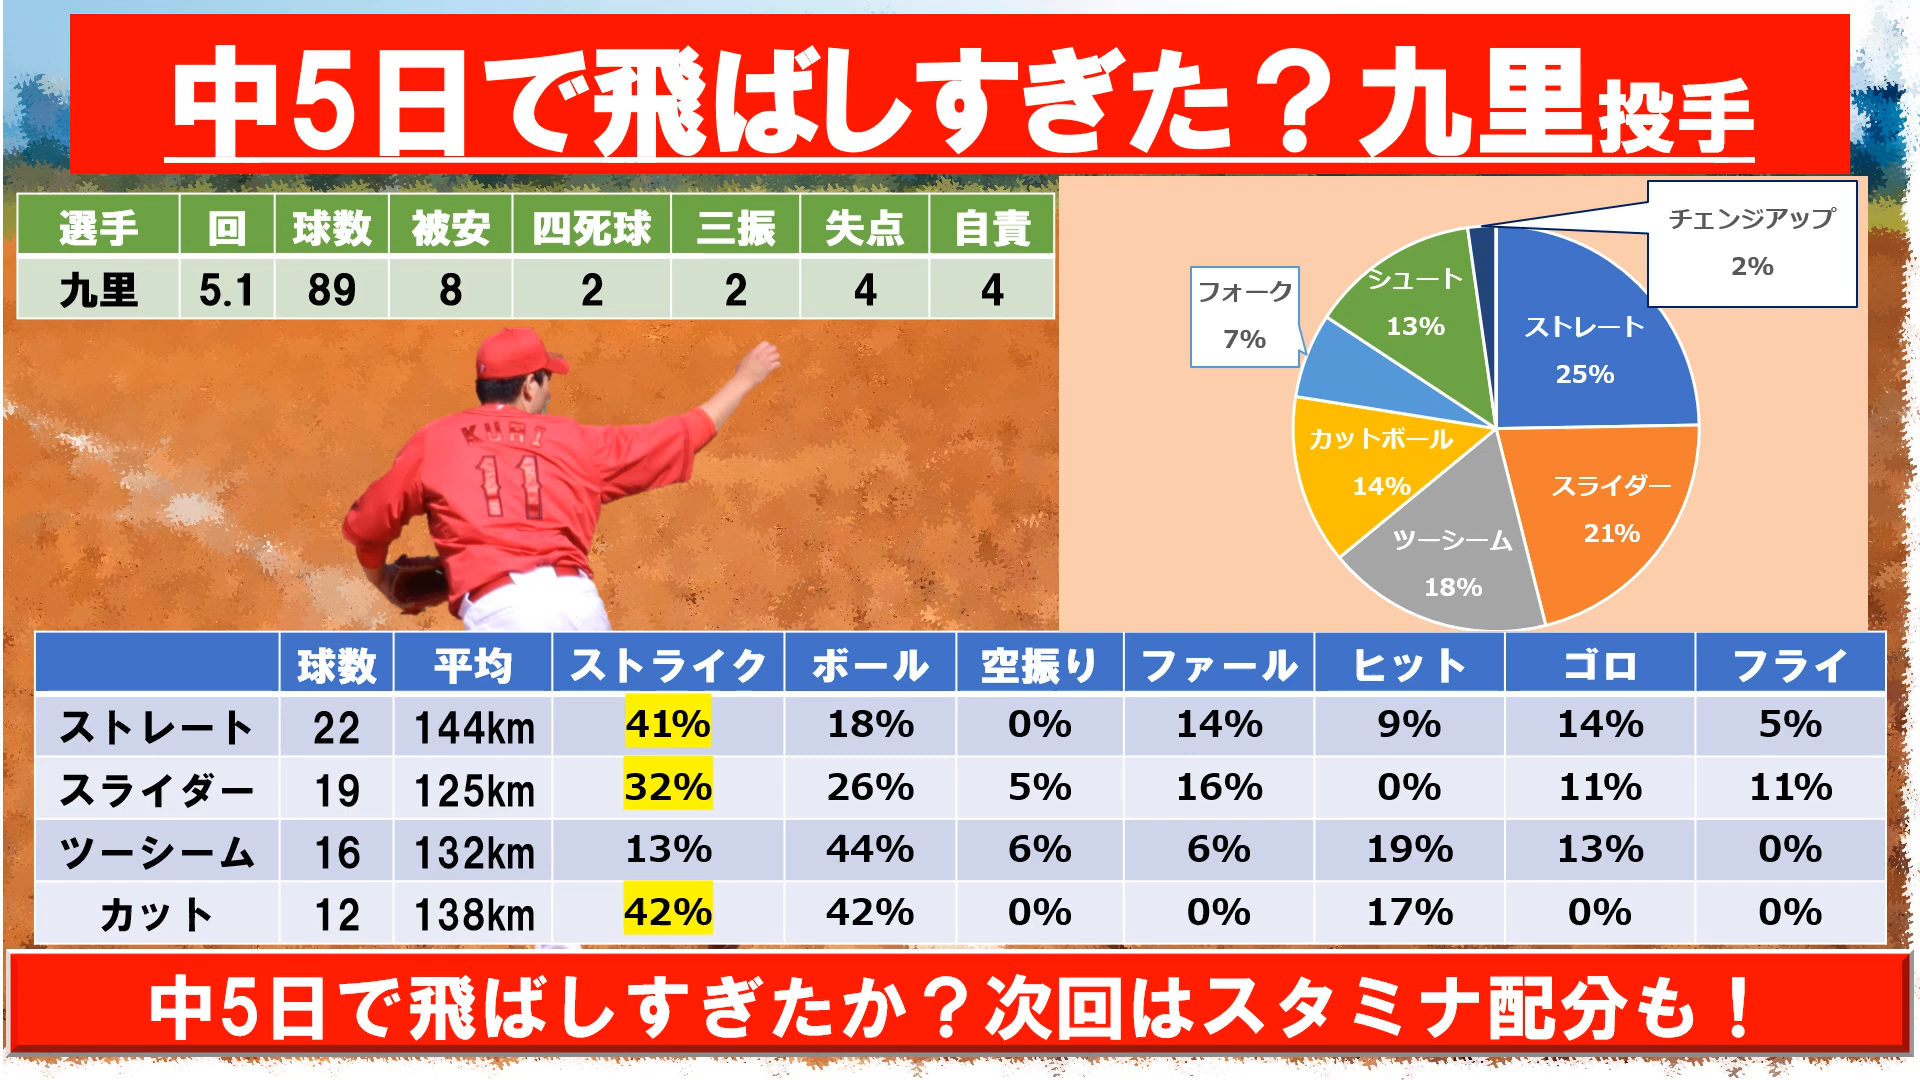 中5日で飛ばしすぎた？九里投手
選手 回 球数 被安 四死球 三振 失点 自責
九里 5.1 89 8 2 2 4 4
チェンジアップ
2%
フォーク
7%
シュート
13%
ストレート
25%
カットボール
14%
スライダー
21%
ツーシーム
18%
KURI
11
球数 平均 ストライク ボール 空振り ファール ヒット ゴロ フライ
ストレート 22 144km 41% 18% 0% 14% 9% 14% 5%
スライダー 19 125km 32% 26% 5% 16% 0% 11% 11%
ツーシーム 16 132km 13% 44% 6% 6% 19% 13% 0%
カット 12 138km 42% 42% 0% 0% 17% 0% 0%
中5日で飛ばしすぎたか？次回はスタミナ配分も！